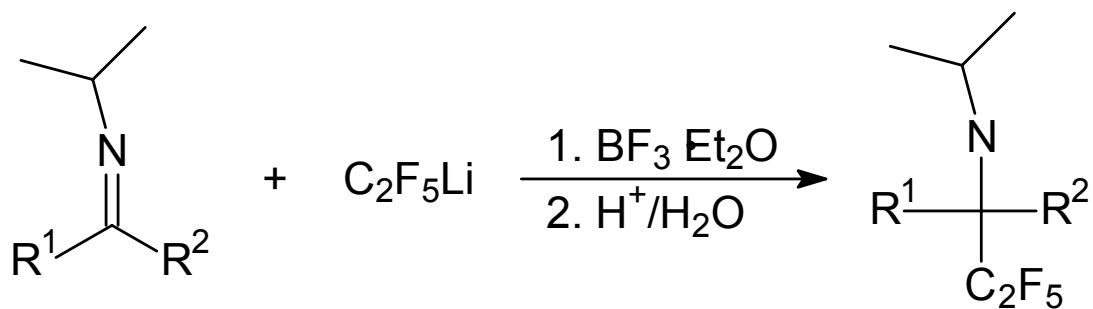 N
R¹
R²
+
C₂F₅Li
1. BF₃·Et₂O
2. H⁺/H₂O
N
R¹
R²
C₂F₅